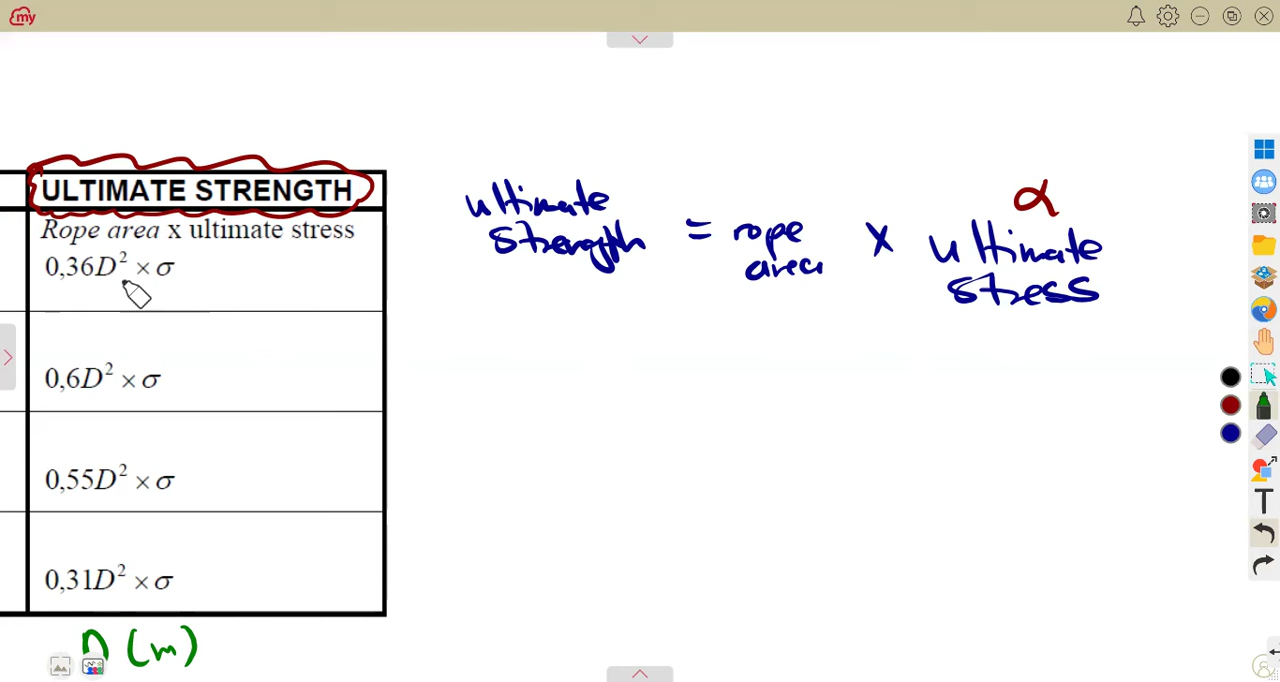 my
ULTIMATE STRENGTH
Rope area x ultimate stress
0,36D² × σ
0,6D² × σ
0,55D² × σ
0,31D² × σ
D (m)
ultimate strength = rope area x ultimate stress
α
T